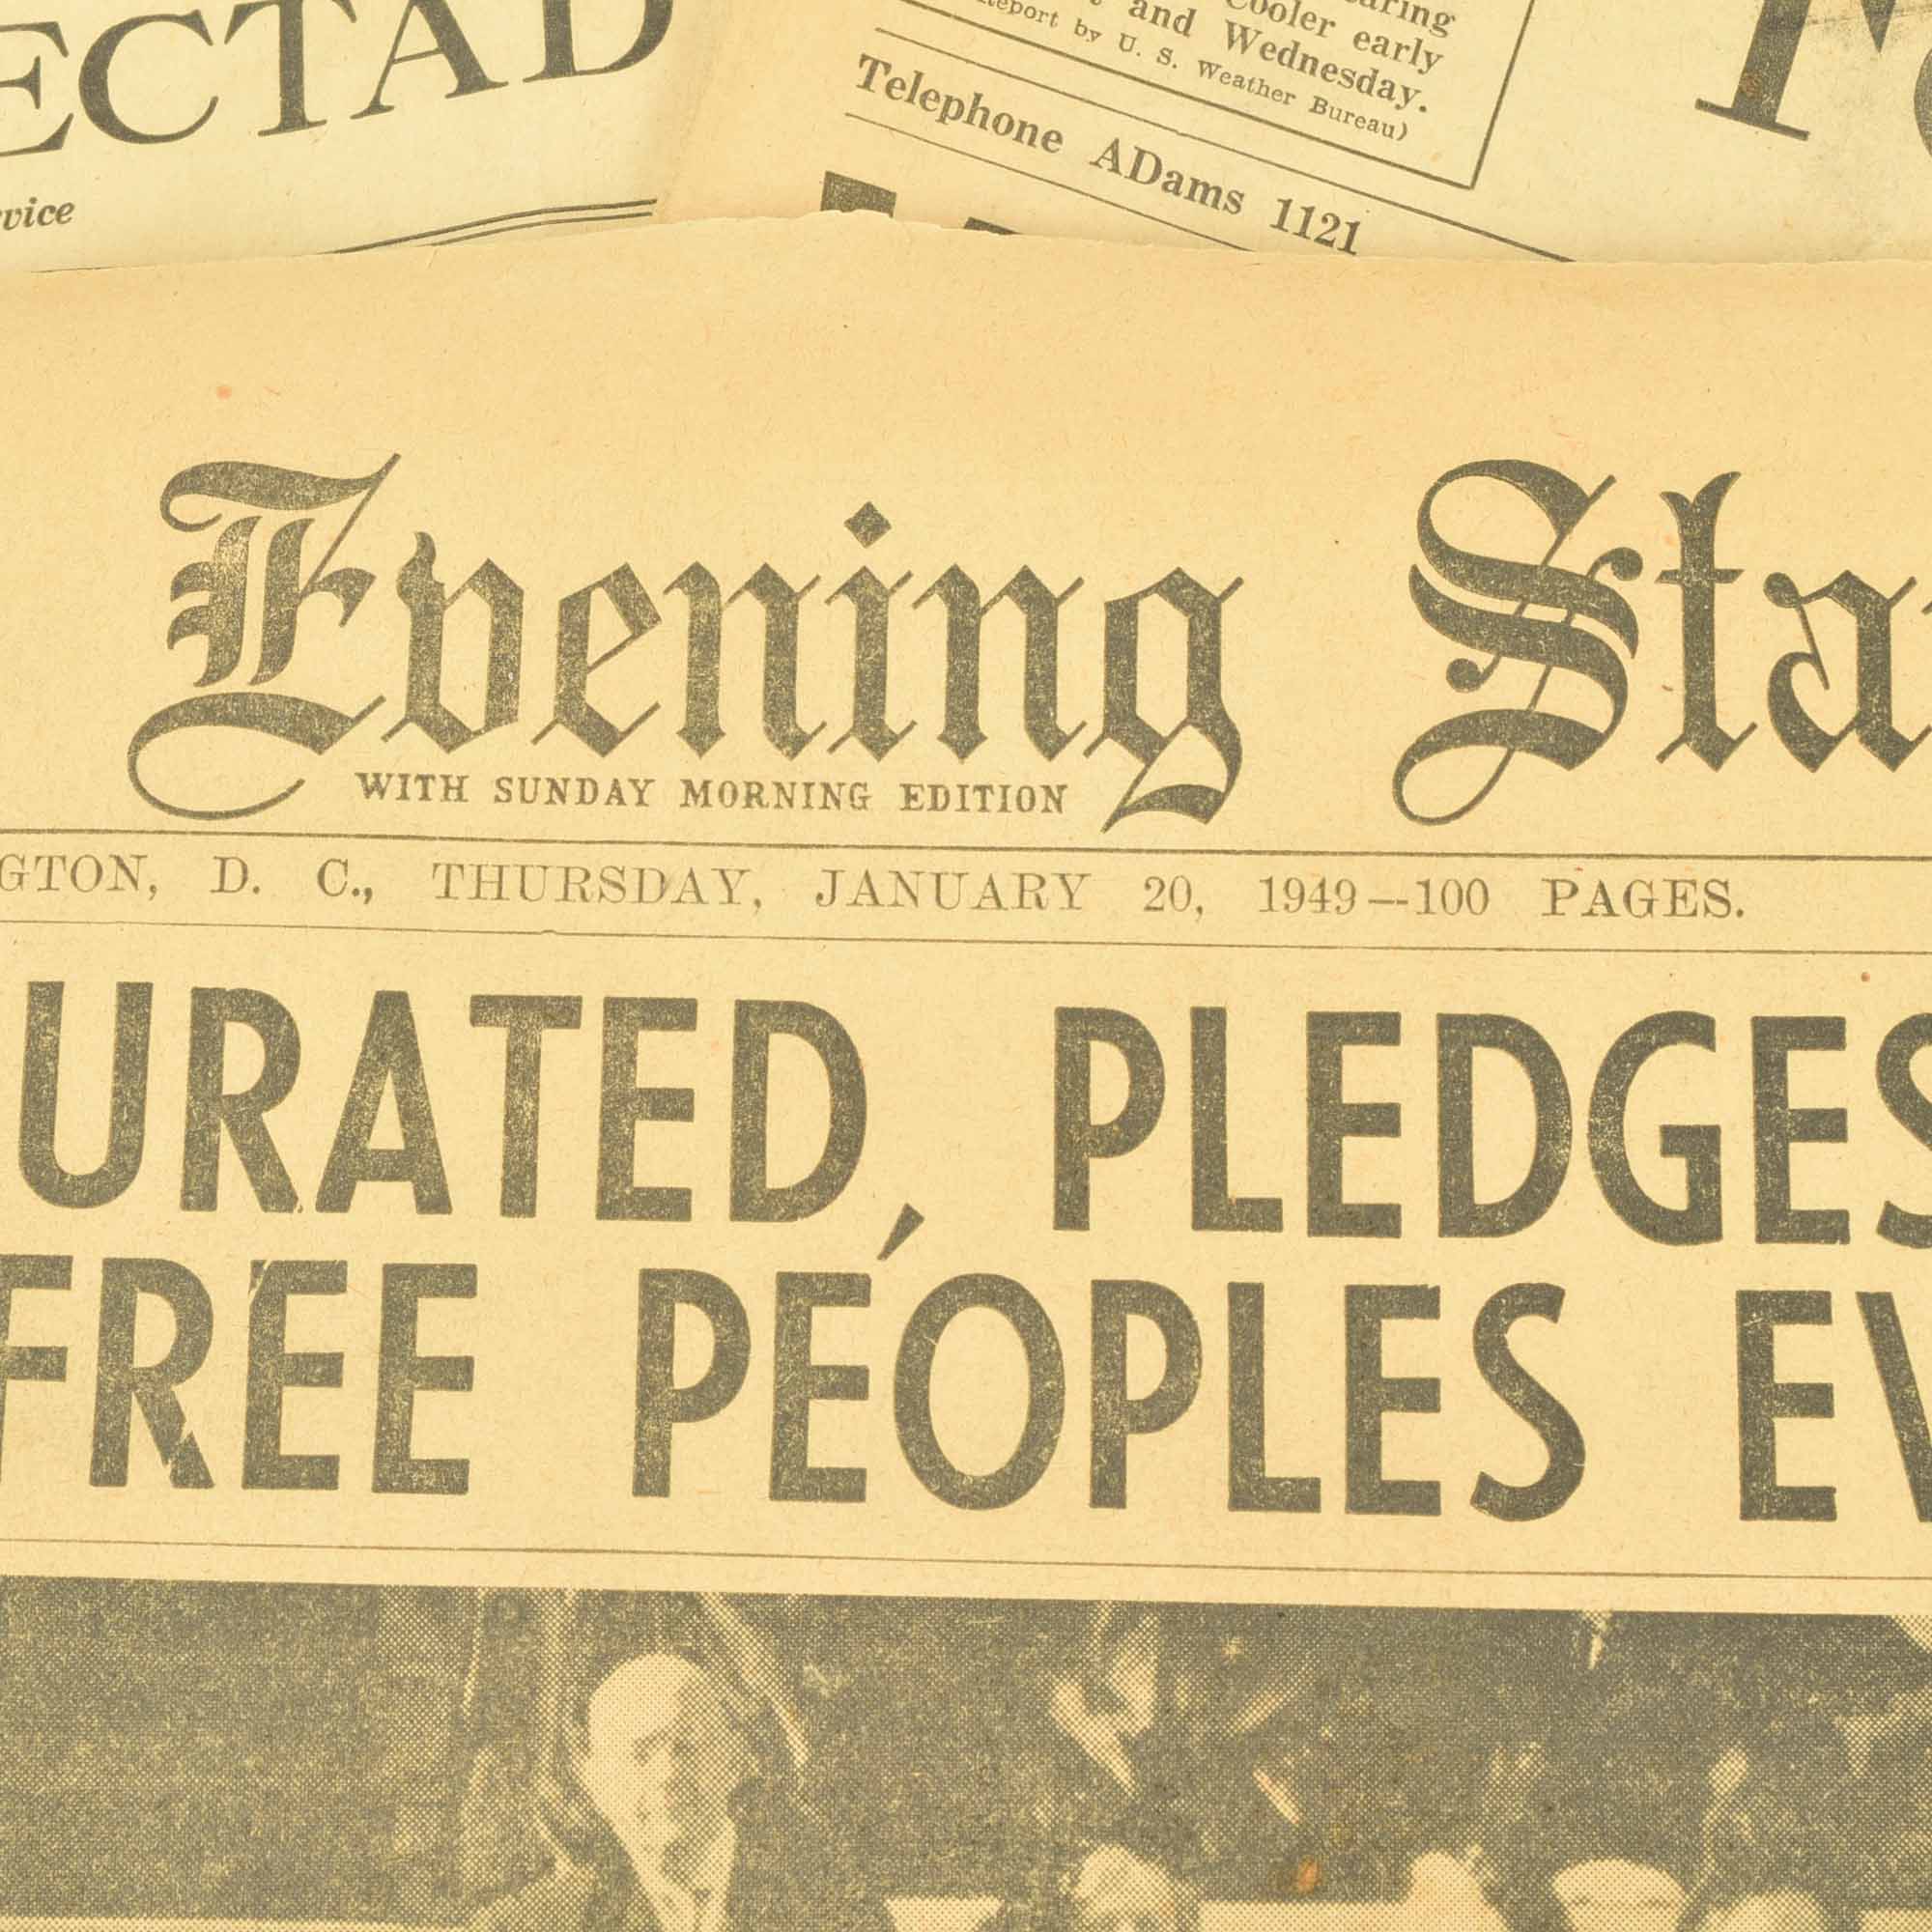 ECTAD
vice
aring
Cooler early
and Wednesday.
Report by U. S. Weather Bureau)
Telephone ADams 1121
Evening Sta
WITH SUNDAY MORNING EDITION
GTON, D. C., THURSDAY, JANUARY 20, 1949—100 PAGES.
URATED, PLEDGES
FREE PEOPLES EV